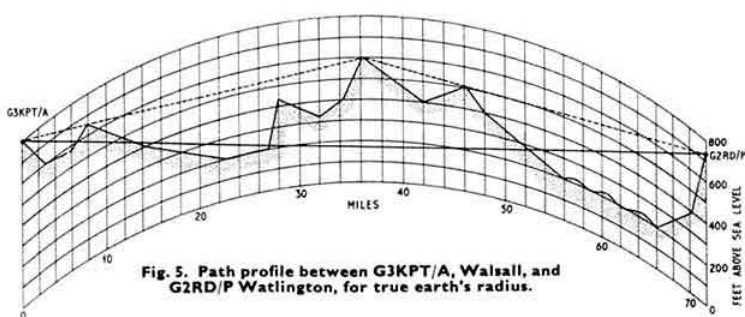 G3KPT/A
800
G2RD/P
600
400
200
0
FEET ABOVE SEA LEVEL
0
10
20
30
40
50
60
70
MILES
Fig. 5. Path profile between G3KPT/A, Walsall, and
G2RD/P Watlington, for true earth's radius.